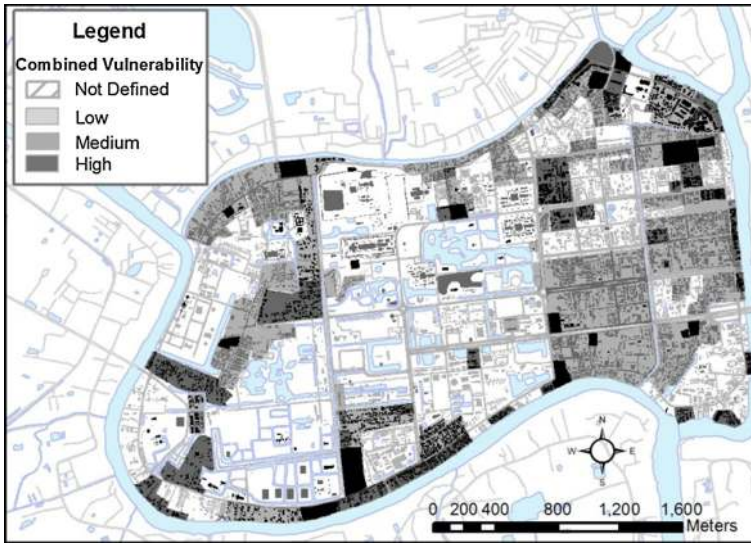 Legend
Combined Vulnerability
Not Defined
Low
Medium
High
N
W E
S
0 200 400 800 1,200 1,600
Meters